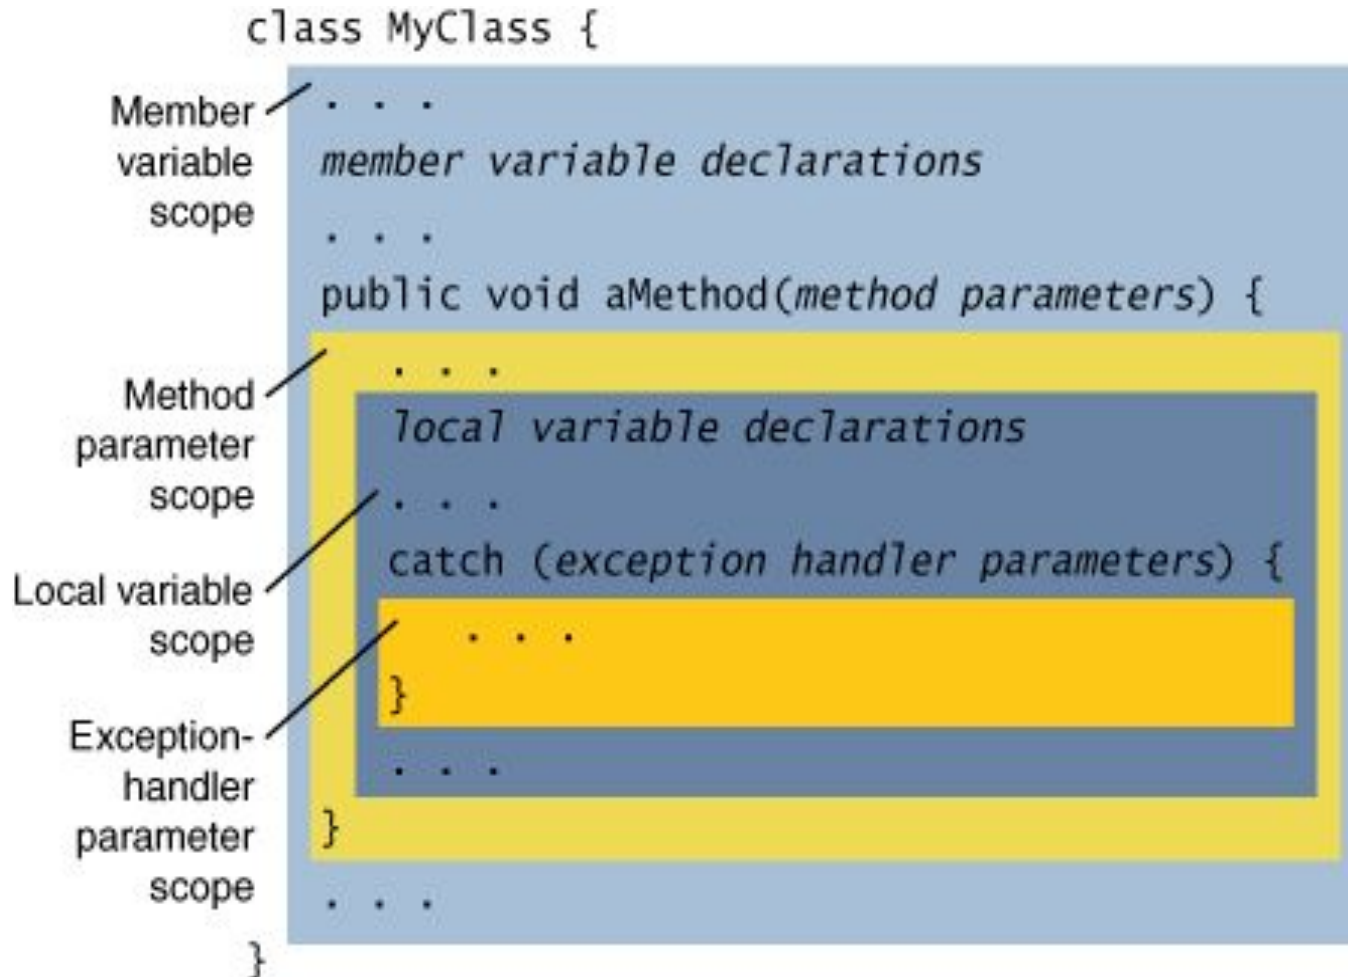 class MyClass {
Member
variable
scope
. . .
member variable declarations
. . .
public void aMethod(method parameters) {
Method
parameter
scope
. . .
local variable declarations
Local variable
scope
. . .
catch (exception handler parameters) {
Exception-
handler
parameter
scope
. . .
}
. . .
}
. . .
}